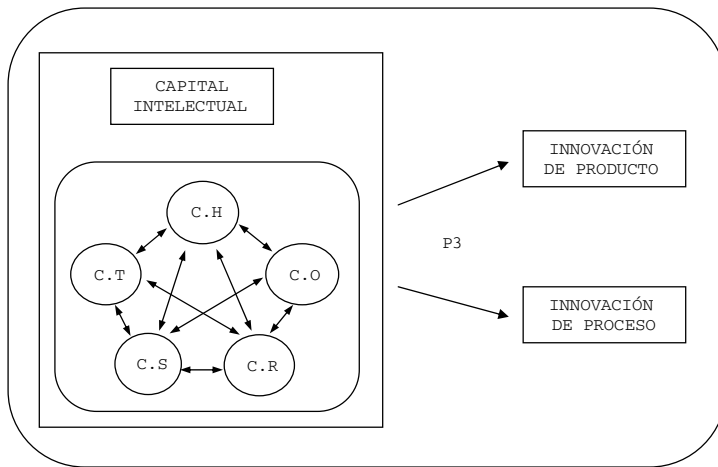 CAPITAL
INTELECTUAL
INNOVACIÓN
DE PRODUCTO
C.H
P3
C.T
C.O
INNOVACIÓN
DE PROCESO
C.S
C.R